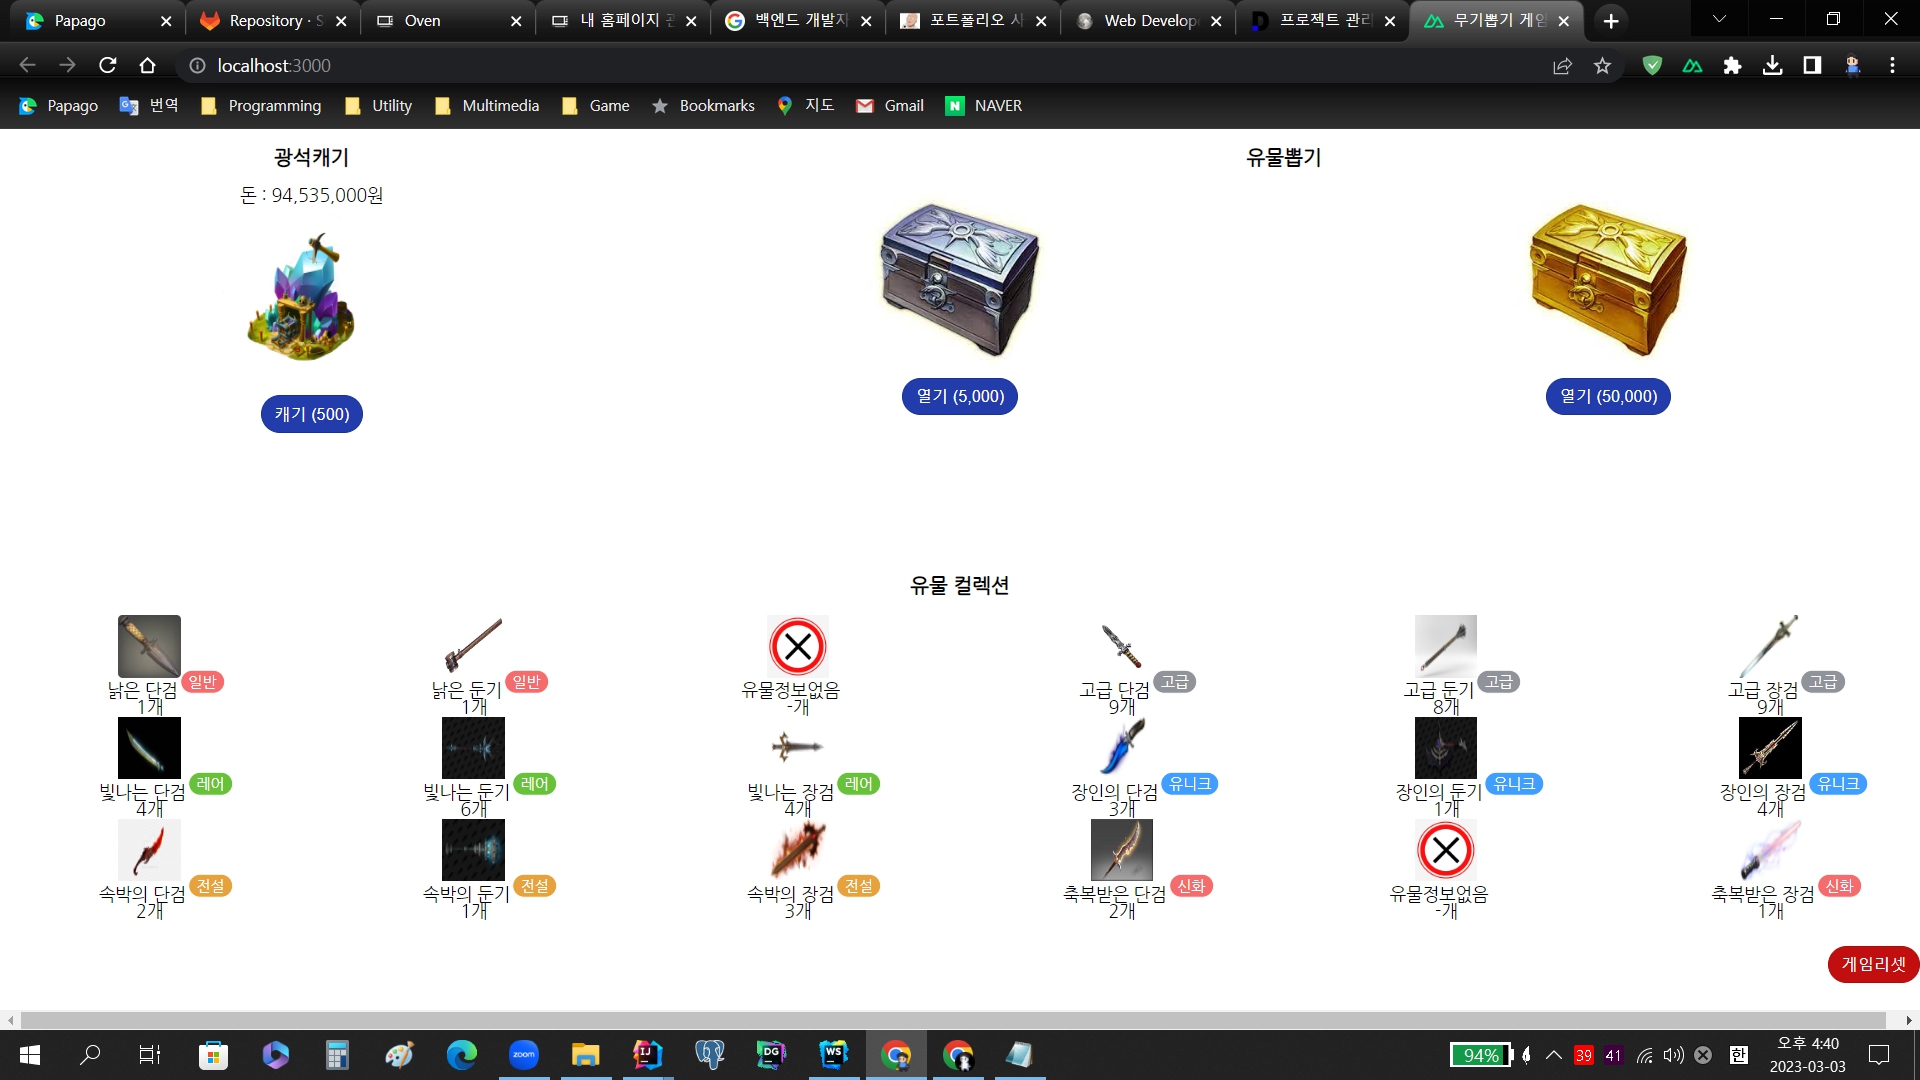 Papago
Repository · S
Oven
내 홈페이지 관
백엔드 개발자
포트폴리오 사
Web Develop
프로젝트 관리
무기뽑기 게임
localhost:3000
Papago
번역
Programming
Utility
Multimedia
Game
Bookmarks
지도
Gmail
NAVER
광석캐기
유물뽑기
돈 : 94,535,000원
캐기 (500)
열기 (5,000)
열기 (50,000)
유물 컬렉션
낡은 단검 일반
1개
낡은 둔기 일반
1개
유물정보없음
-개
고급 단검 고급
9개
고급 둔기 고급
8개
고급 장검 고급
9개
빛나는 단검 레어
4개
빛나는 둔기 레어
6개
빛나는 장검 레어
4개
장인의 단검 유니크
3개
장인의 둔기 유니크
1개
장인의 장검 유니크
4개
속박의 단검 전설
2개
속박의 둔기 전설
1개
속박의 장검 전설
3개
축복받은 단검 신화
2개
유물정보없음
-개
축복받은 장검 신화
1개
게임리셋
zoom
IJ
DG
WS
94%
39
41
한
오후 4:40
2023-03-03